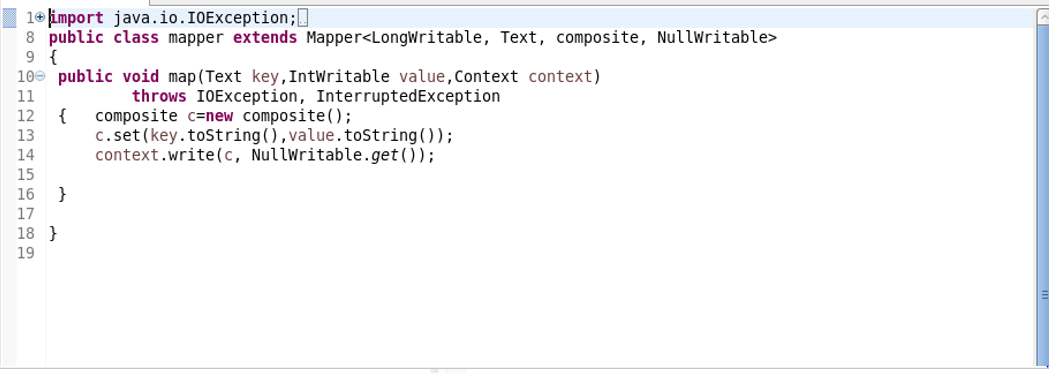 1 import java.io.IOException;
8 public class mapper extends Mapper<LongWritable, Text, composite, NullWritable>
9 {
10 public void map(Text key,IntWritable value,Context context)
11 throws IOException, InterruptedException
12 { composite c=new composite();
13 c.set(key.toString(),value.toString());
14 context.write(c, NullWritable.get());
15
16 }
17
18 }
19